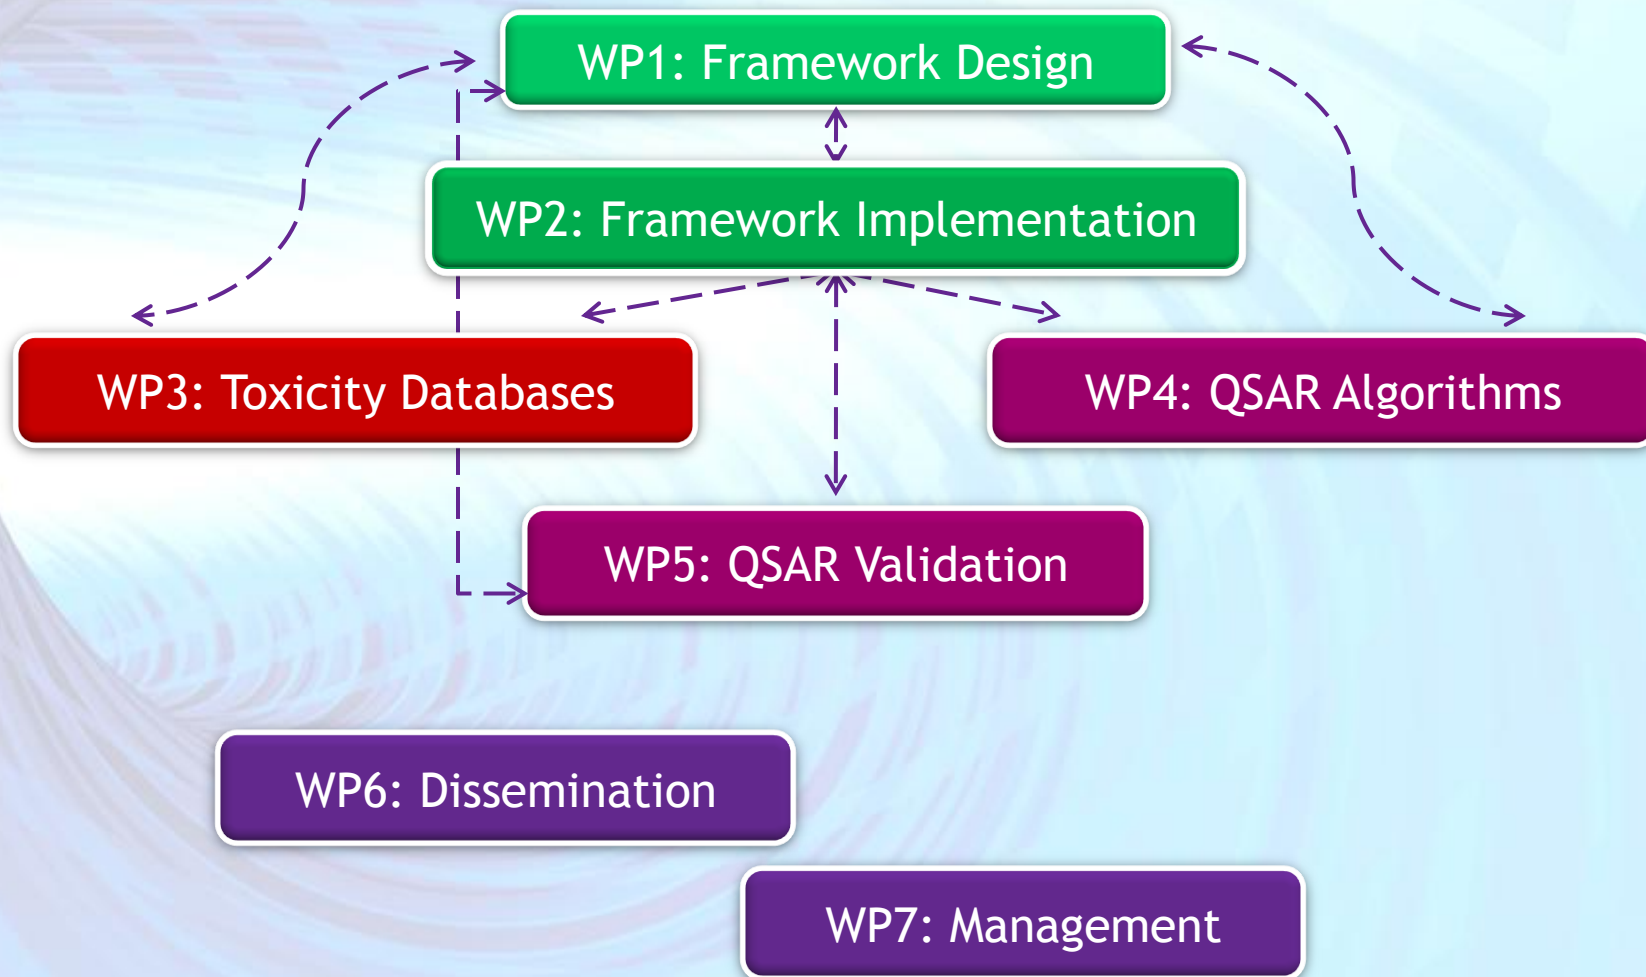 WP1: Framework Design
WP2: Framework Implementation
WP3: Toxicity Databases
WP4: QSAR Algorithms
WP5: QSAR Validation
WP6: Dissemination
WP7: Management